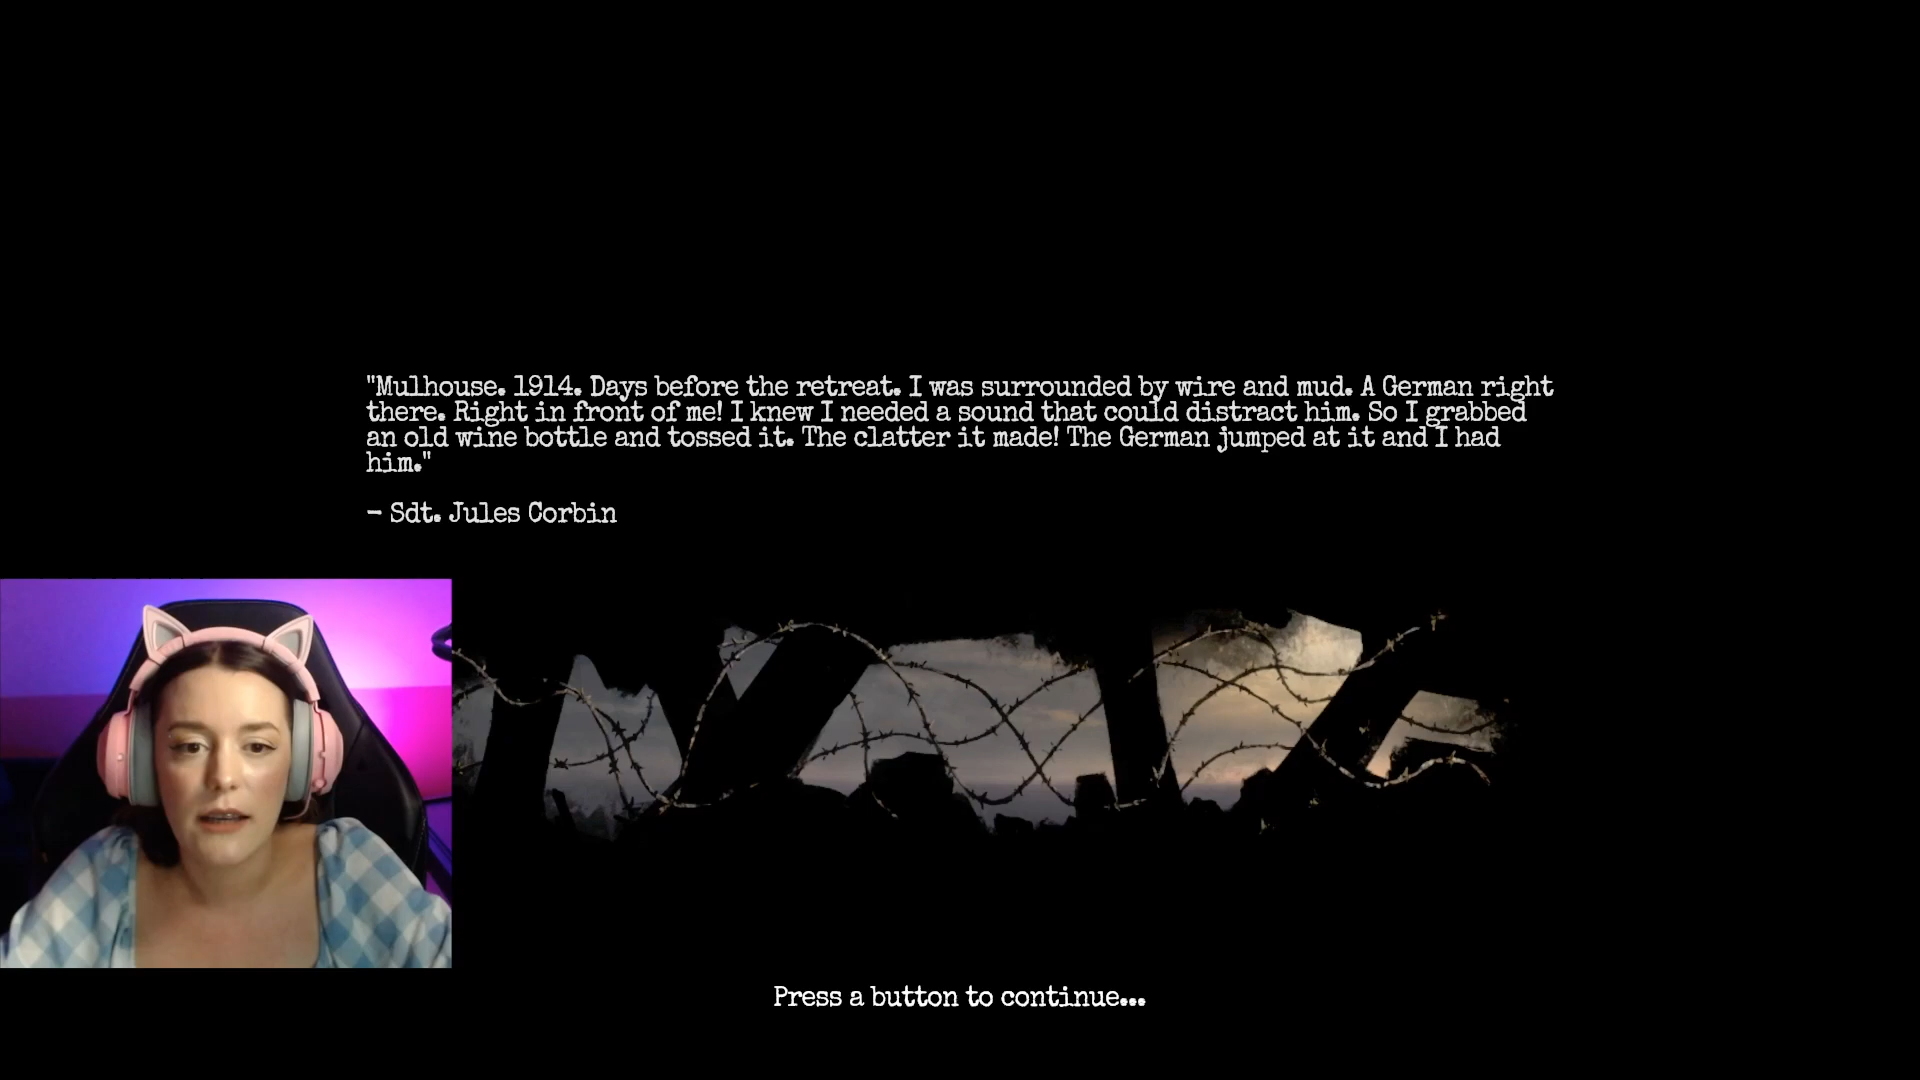 "Mulhouse. 1914. Days before the retreat. I was surrounded by wire and mud. A German right
there. Right in front of me! I knew I needed a sound that could distract him. So I grabbed
an old wine bottle and tossed it. The clatter it made! The German jumped at it and I had
him."
- Sdt. Jules Corbin
Press a button to continue...